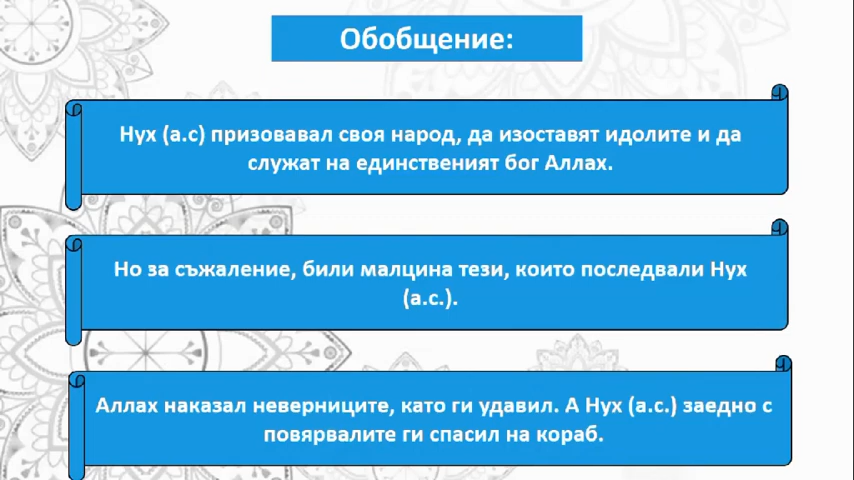 Обобщение:
Нух (а.с) призовавал своя народ, да изоставят идолите и да
служат на единственият бог Аллах.
Но за съжаление, били малцина тези, които последвали Нух
(а.с.).
Аллах наказал неверниците, като ги удавил. А Нух (а.с.) заедно с
повярвалите ги спасил на кораб.